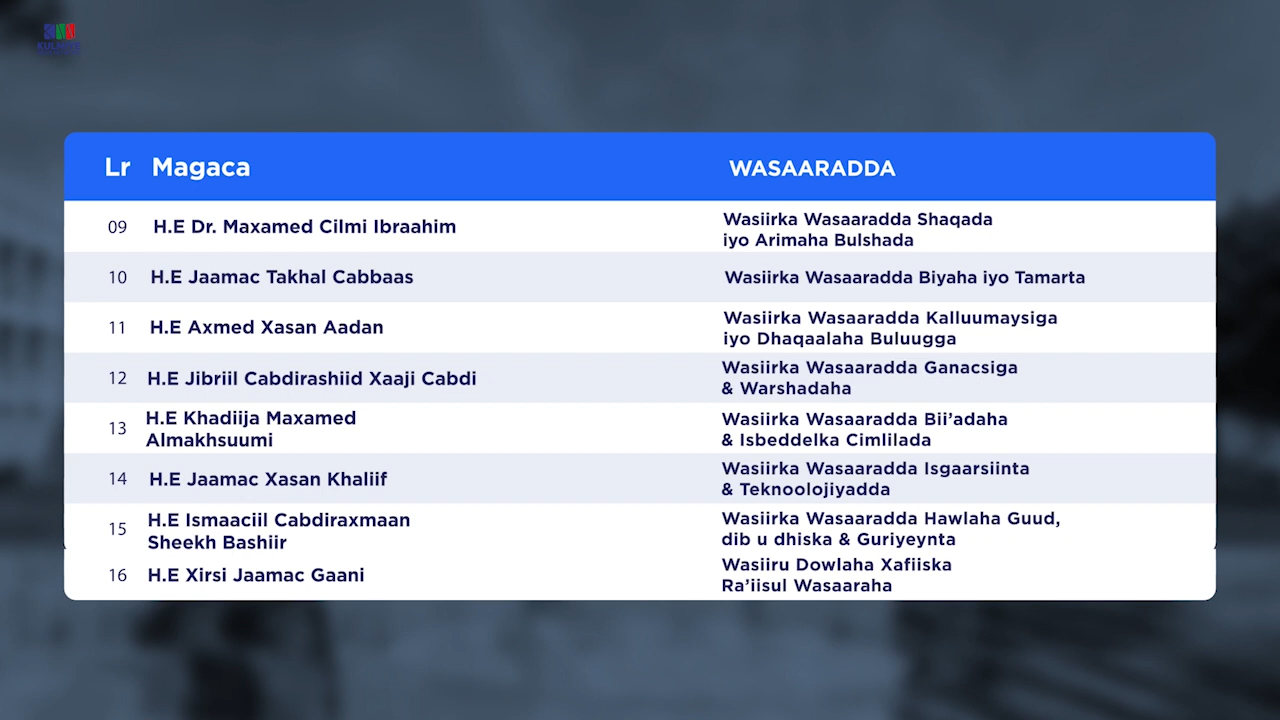 Lr Magaca WASAARADDA
09 H.E Dr. Maxamed Cilmi Ibraahim Wasiirka Wasaaradda Shaqada
iyo Arimaha Bulshada
10 H.E Jaamac Takhal Cabbaas Wasiirka Wasaaradda Biyaha iyo Tamarta
11 H.E Axmed Xasan Aadan Wasiirka Wasaaradda Kalluumaysiga
iyo Dhaqaalaha Buluugga
12 H.E Jibriil Cabdirashiid Xaaji Cabdi Wasiirka Wasaaradda Ganacsiga
& Warshadaha
13 H.E Khadiija Maxamed
Almakhsuumi Wasiirka Wasaaradda Bii’adaha
& Isbeddelka Cimlilada
14 H.E Jaamac Xasan Khaliif Wasiirka Wasaaradda Isgaarsiinta
& Teknoolojiyadda
15 H.E Ismaaciil Cabdiraxmaan
Sheekh Bashiir Wasiirka Wasaaradda Hawlaha Guud,
dib u dhiska & Guriyeynta
16 H.E Xirsi Jaamac Gaani Wasiiru Dowlaha Xafiiska
Ra’iisul Wasaaraha